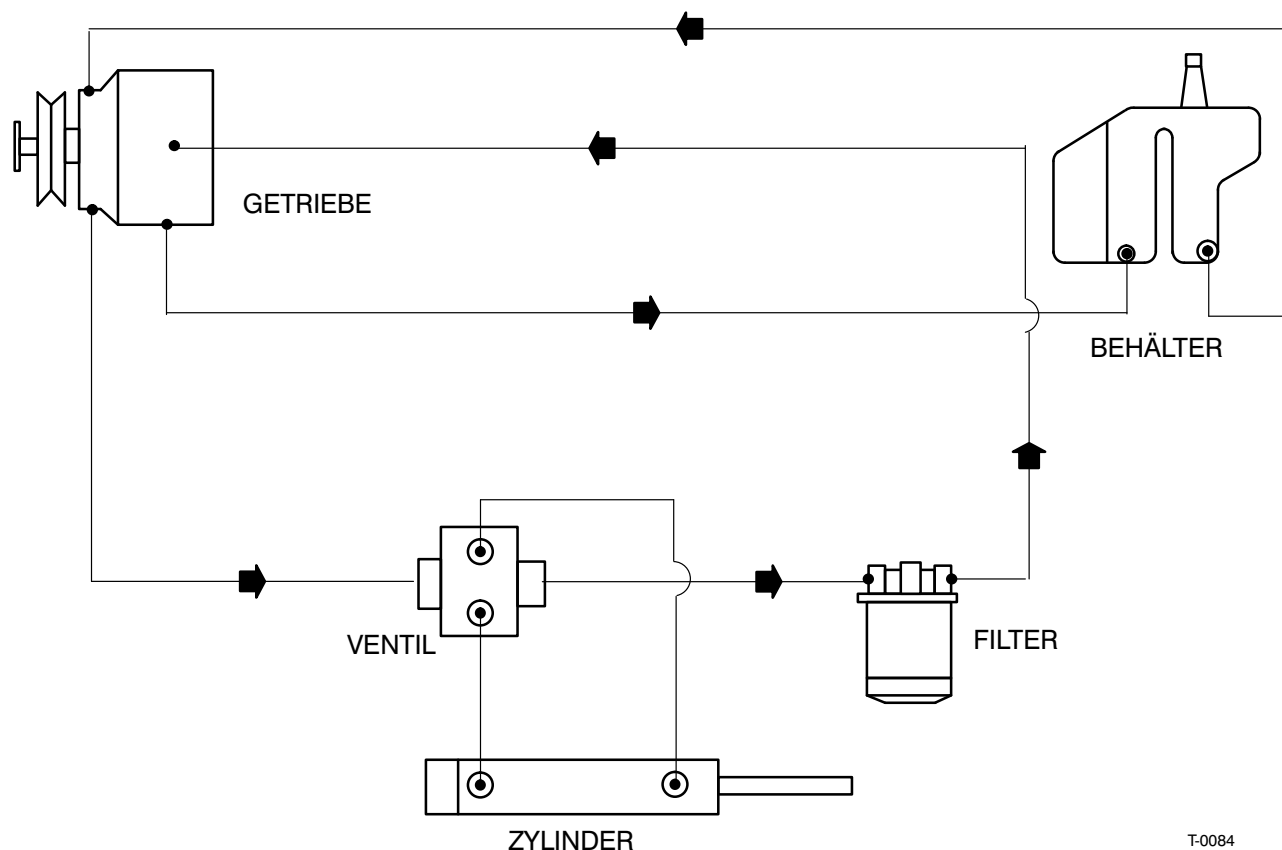 GETRIEBE
BEHÄLTER
VENTIL
FILTER
ZYLINDER
T-0084